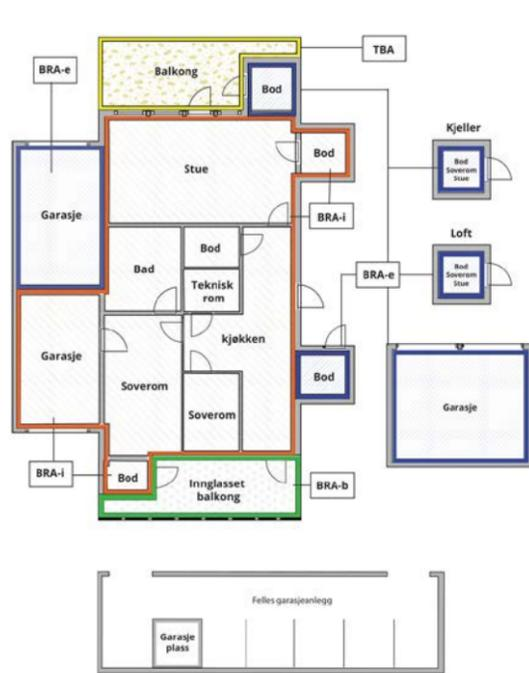 TBA
BRA-e
Balkong
Bod
Kjeller
Bod
Soverom
Stue
Stue
Bod
Garasje
BRA-i
Loft
Bod
Bad
Teknisk
rom
BRA-e
Bod
Soverom
Stue
kjøkken
Garasje
Soverom
Bod
Soverom
Garasje
BRA-i
Bod
Innglasset
balkong
BRA-b
Felles garasjeanlegg
Garasje
plass